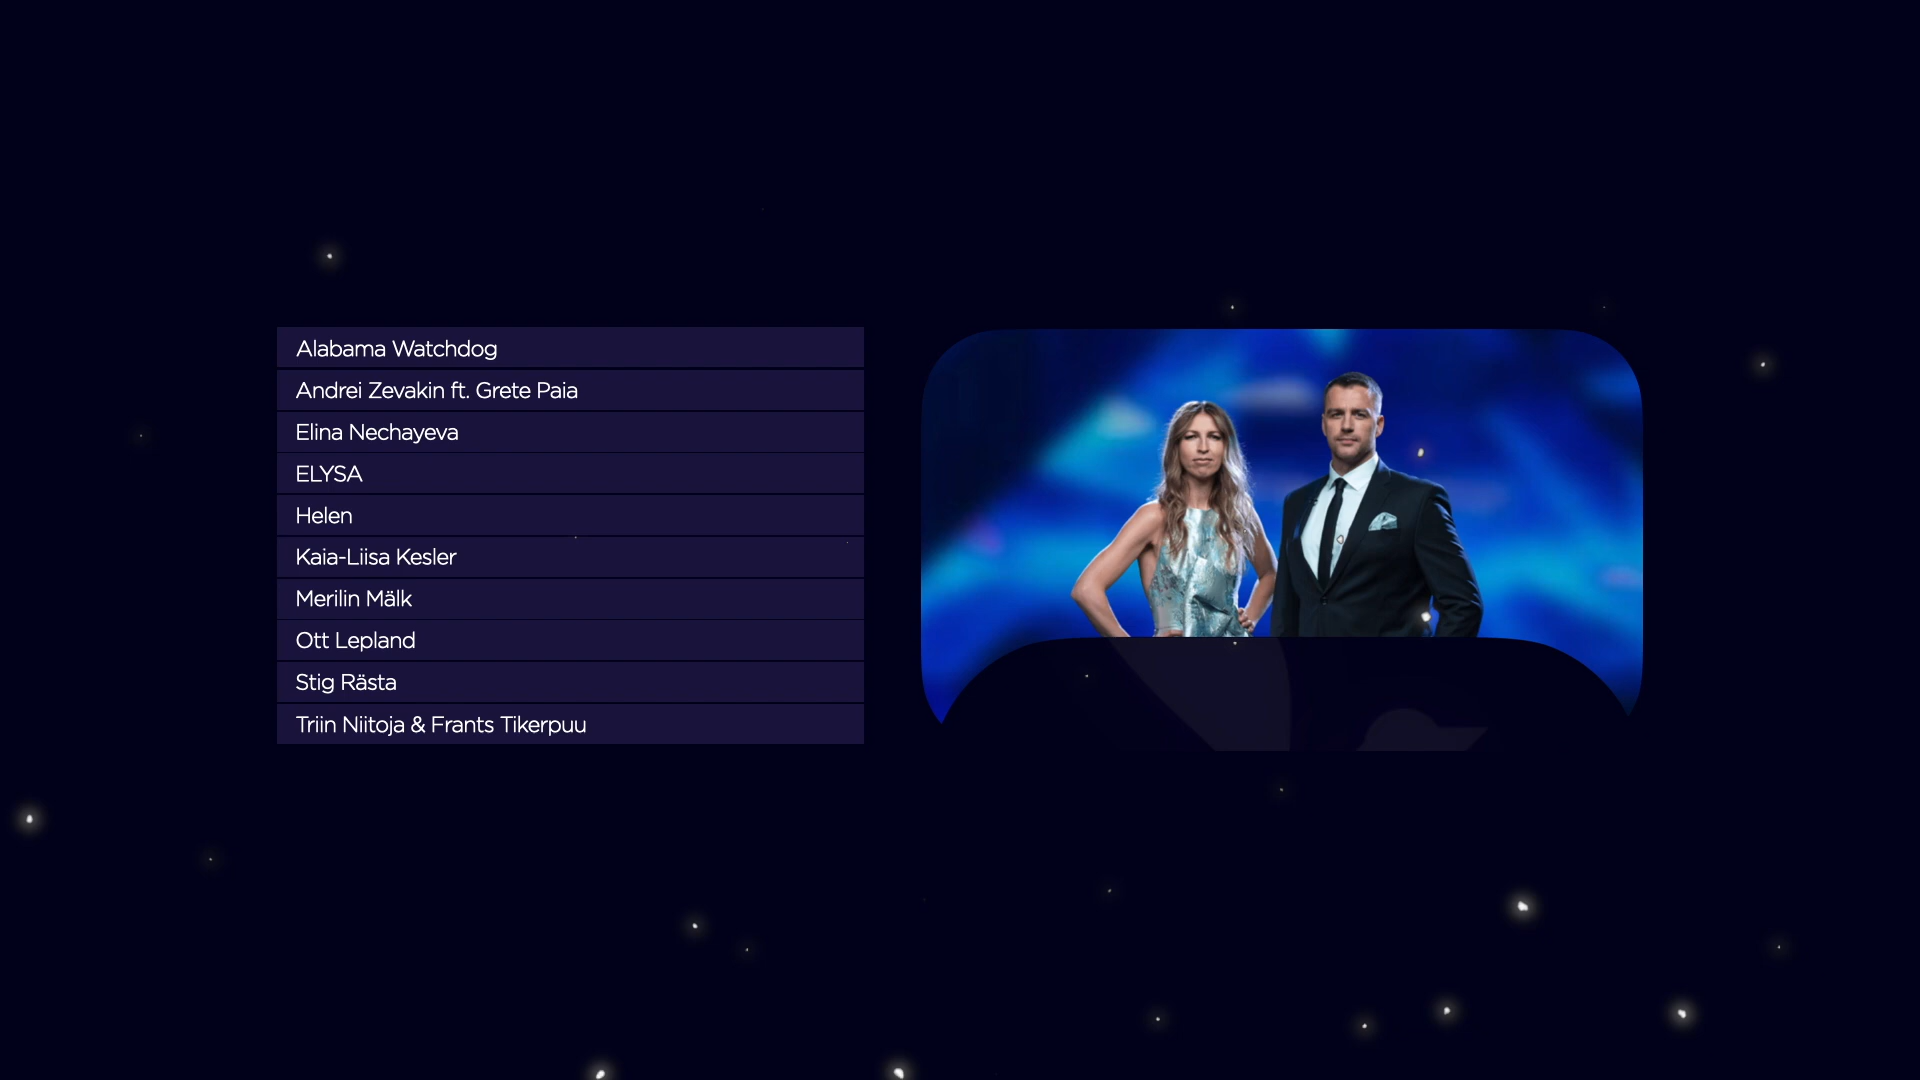 Alabama Watchdog
Andrei Zevakin ft. Grete Paia
Elina Nechayeva
ELYSA
Helen
Kaia-Liisa Kesler
Merilin Mälk
Ott Lepland
Stig Rästa
Triin Niitoja & Frants Tikerpuu